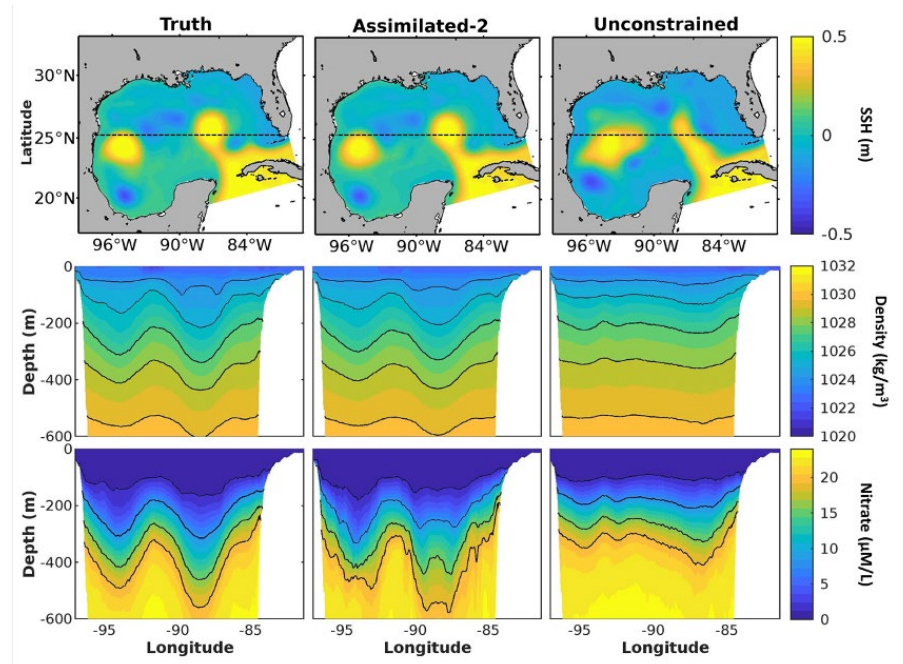 Truth Assimilated-2 Unconstrained
30°N
25°N
20°N
Latitude
96°W 90°W 84°W 96°W 90°W 84°W 96°W 90°W 84°W
0.5
0
-0.5
SSH (m)
0
-200
-400
-600
Depth (m)
1032
1030
1028
1026
1024
1022
1020
Density (kg/m³)
0
-200
-400
-600
Depth (m)
-95 -90 -85 -95 -90 -85 -95 -90 -85
Longitude Longitude Longitude
20
15
10
5
0
Nitrate (μM/L)